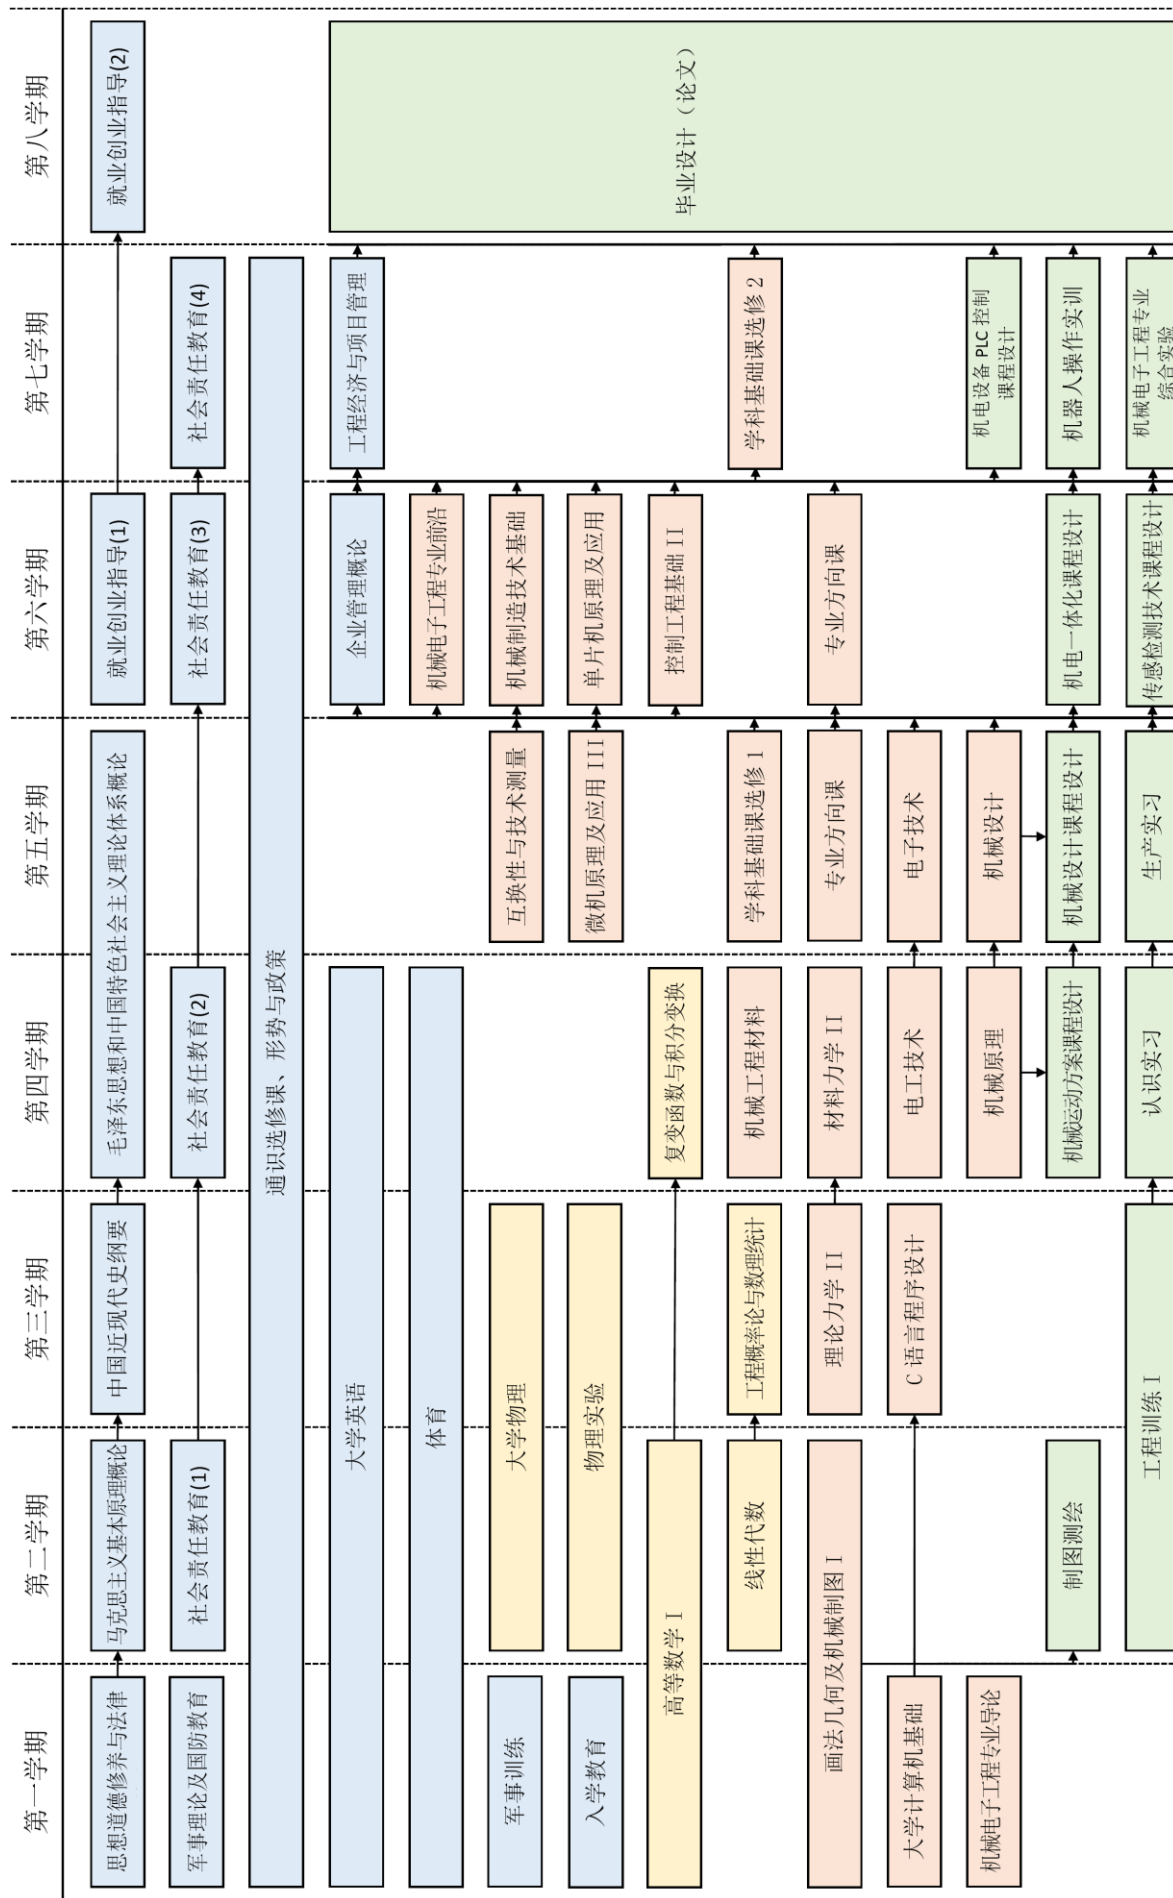 第一学期
第二学期
第三学期
第四学期
第五学期
第六学期
第七学期
第八学期
思想道德修养与法律
马克思主义基本原理概论
中国近现代史纲要
毛泽东思想和中国特色社会主义理论体系概论
就业创业指导(1)
就业创业指导(2)
军事理论及国防教育
社会责任教育(1)
社会责任教育(2)
社会责任教育(3)
社会责任教育(4)
通识选修课、形势与政策
大学英语
企业管理概论
工程经济与项目管理
毕业设计（论文）
体育
机械电子工程专业前沿
军事训练
大学物理
互换性与技术测量
机械制造技术基础
入学教育
物理实验
微机原理及应用 III
单片机原理及应用
高等数学 I
复变函数与积分变换
控制工程基础 II
线性代数
工程概率论与数理统计
机械工程材料
学科基础课选修 1
学科基础课选修 2
画法几何及机械制图 I
理论力学 II
材料力学 II
专业方向课
专业方向课
大学计算机基础
C 语言程序设计
电工技术
电子技术
机械电子工程专业导论
机械原理
机械设计
机电设备 PLC 控制
课程设计
制图测绘
机械运动方案课程设计
机械设计课程设计
机电一体化课程设计
机器人操作实训
工程训练 I
认识实习
生产实习
传感检测技术课程设计
机械电子工程专业
综合实验